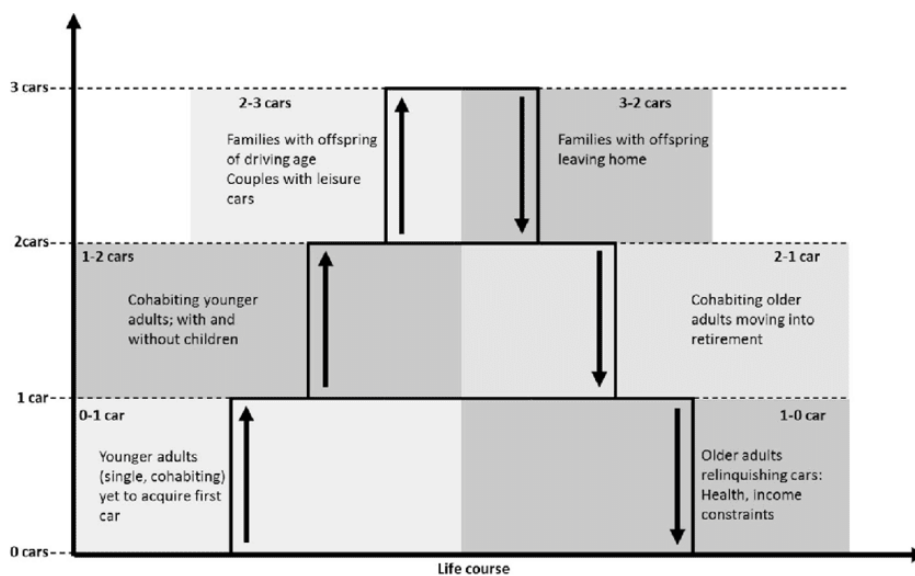 3 cars
2-3 cars
Families with offspring
of driving age
Couples with leisure
cars
3-2 cars
Families with offspring
leaving home
2cars
1-2 cars
Cohabiting younger
adults; with and
without children
2-1 car
Cohabiting older
adults moving into
retirement
1 car
0-1 car
Younger adults
(single, cohabiting)
yet to acquire first
car
1-0 car
Older adults
relinquishing cars:
Health, income
constraints
0 cars
Life course